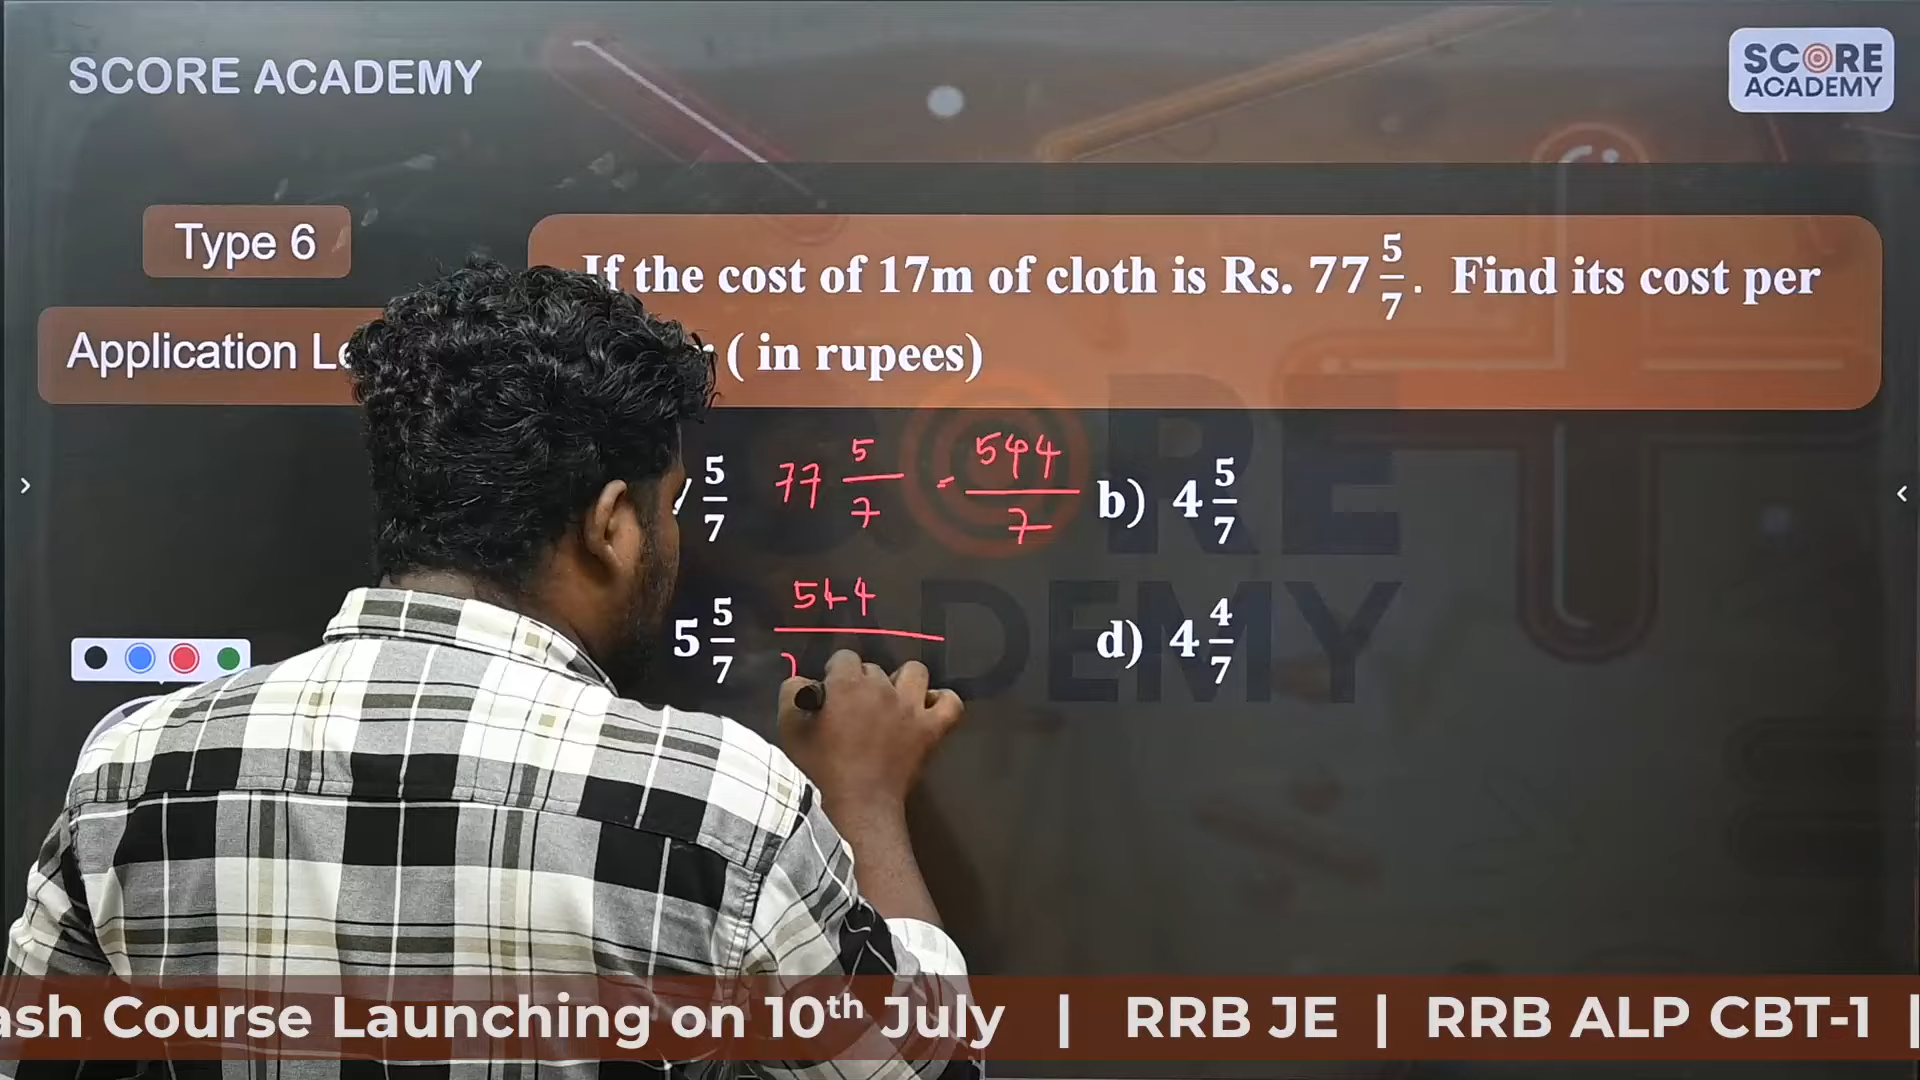 SCORE ACADEMY
SCORE
ACADEMY
Type 6
If the cost of 17m of cloth is Rs. 77 5/7. Find its cost per
Application
( in rupees)
5/7
77 5/7 = 544/7
b) 4 5/7
5 5/7
544
d) 4 4/7
SCORE
ACADEMY
Course Launching on 10th July | RRB JE | RRB ALP CBT-1 |